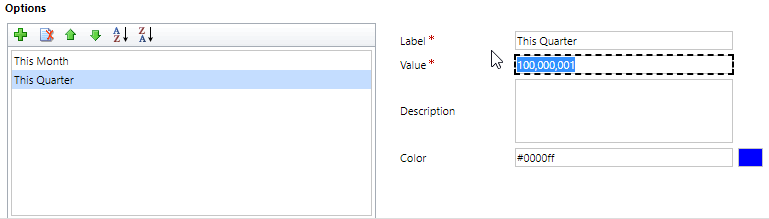 Options
A
Z
Z
A
This Month
This Quarter
Label *
This Quarter
Value *
100,000,001
Description
Color
#0000ff